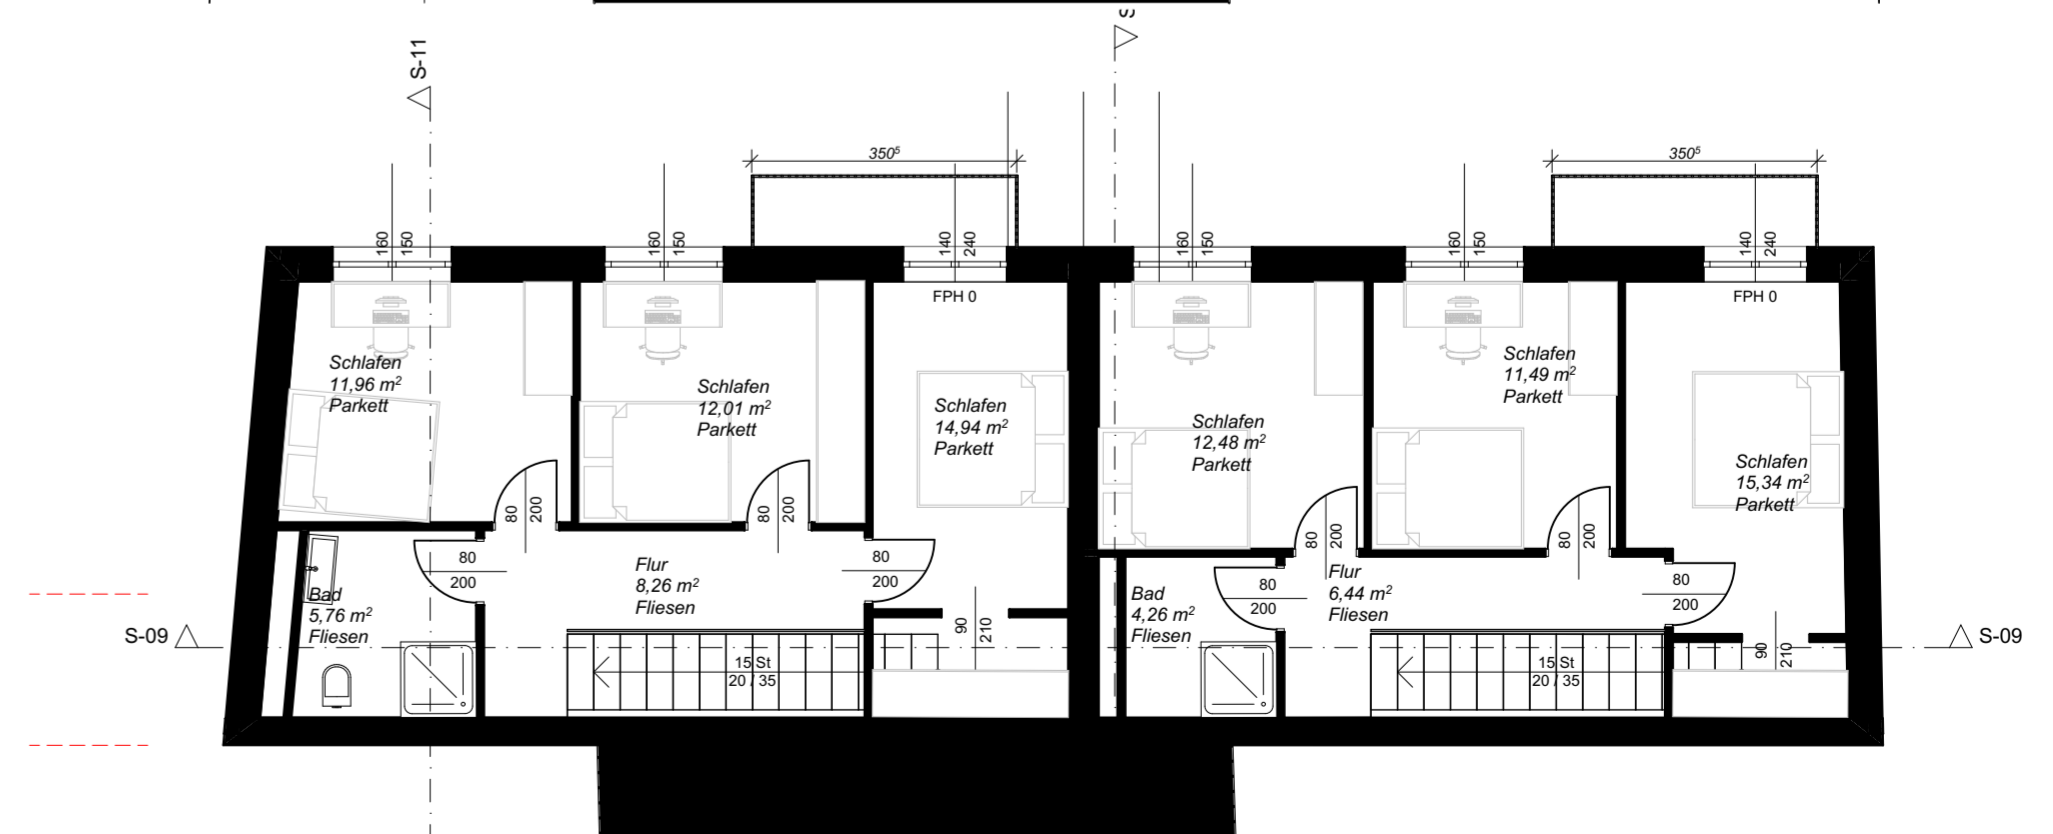 S-11
350⁵
350⁵
160
150
160
150
140
240
160
150
160
150
140
240
FPH 0
FPH 0
Schlafen
11,96 m²
Parkett
Schlafen
12,01 m²
Parkett
Schlafen
14,94 m²
Parkett
Schlafen
12,48 m²
Parkett
Schlafen
11,49 m²
Parkett
Schlafen
15,34 m²
Parkett
80
200
80
200
80
200
80
200
80
200
80
200
80
200
80
200
Bad
5,76 m²
Fliesen
Flur
8,26 m²
Fliesen
Bad
4,26 m²
Fliesen
Flur
6,44 m²
Fliesen
90
210
90
210
S-09
S-09
15 St
20 / 35
15 St
20 / 35